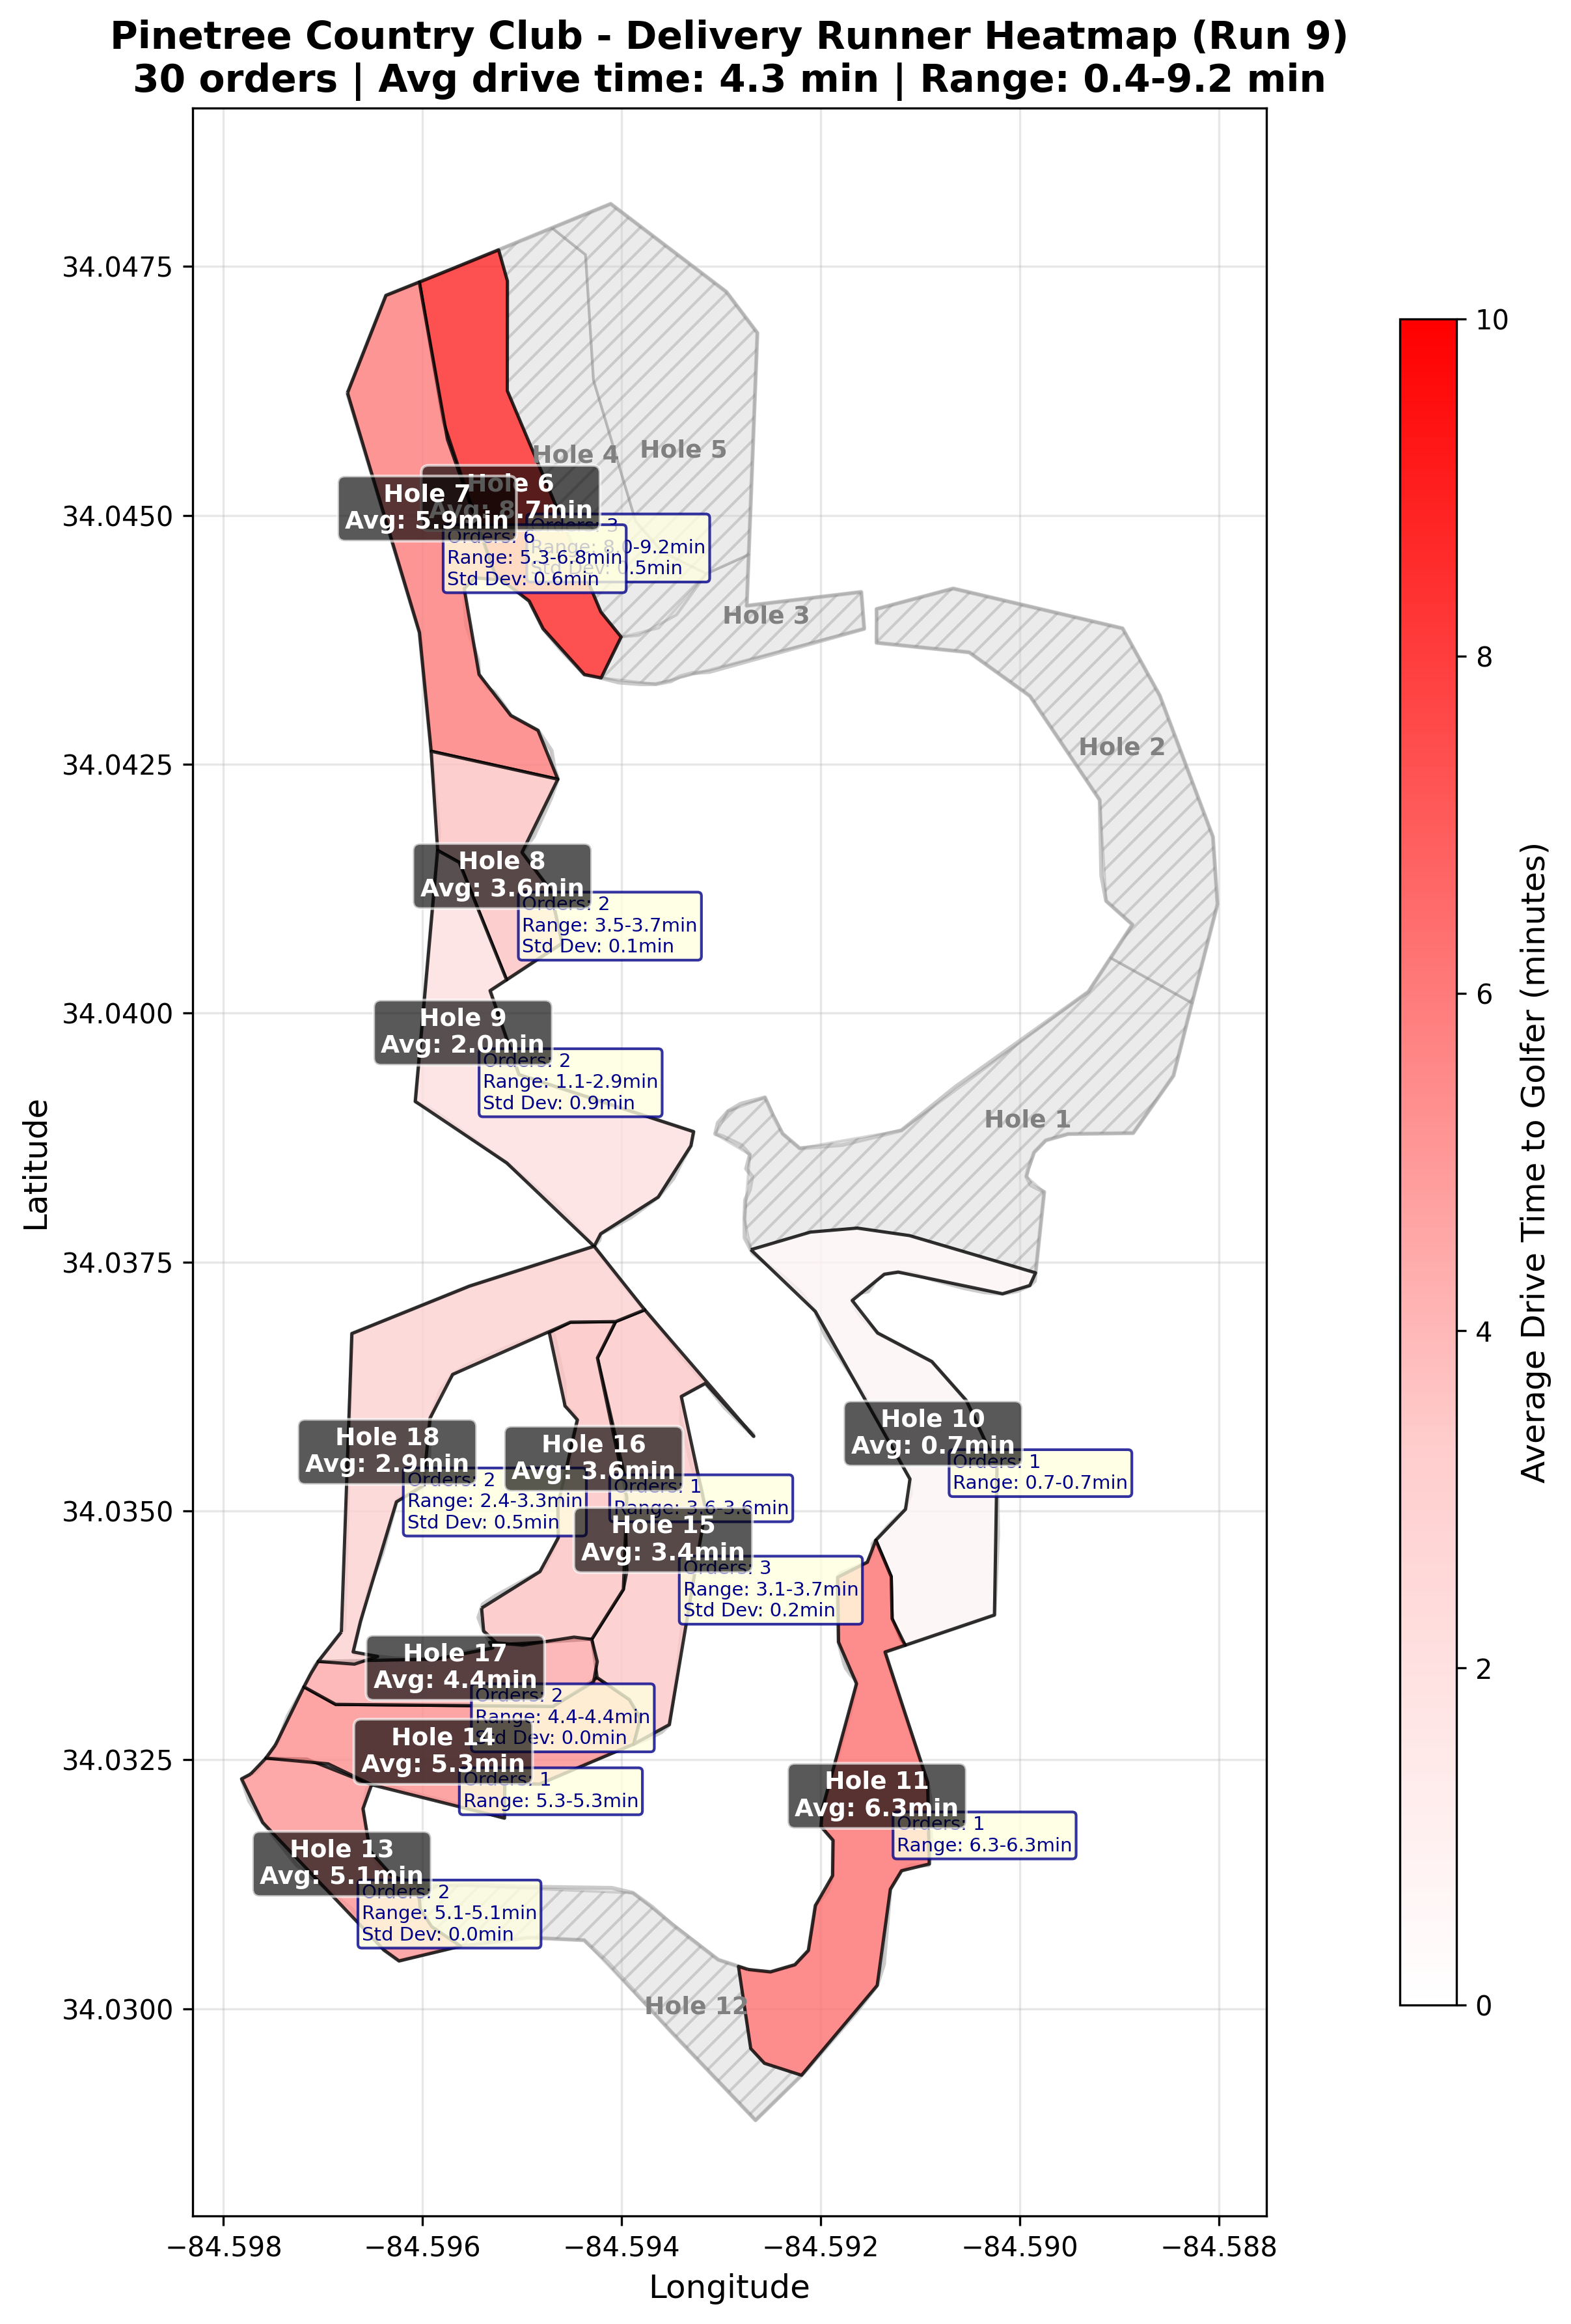 Pinetree Country Club - Delivery Runner Heatmap (Run 9)
30 orders | Avg drive time: 4.3 min | Range: 0.4-9.2 min
Latitude
34.0475
34.0450
34.0425
34.0400
34.0375
34.0350
34.0325
34.0300
Hole 4
Hole 5
Hole 6
Avg: 8.7min
Orders: 3
Range: 8.0-9.2min
Std Dev: 0.5min
Hole 7
Avg: 5.9min
Orders: 6
Range: 5.3-6.8min
Std Dev: 0.6min
Hole 3
Hole 2
Hole 8
Avg: 3.6min
Orders: 2
Range: 3.5-3.7min
Std Dev: 0.1min
Hole 9
Avg: 2.0min
Orders: 2
Range: 1.1-2.9min
Std Dev: 0.9min
Hole 1
Hole 10
Avg: 0.7min
Orders: 1
Range: 0.7-0.7min
Hole 18
Avg: 2.9min
Orders: 2
Range: 2.4-3.3min
Std Dev: 0.5min
Hole 16
Avg: 3.6min
Orders: 1
Range: 3.6-3.6min
Hole 15
Avg: 3.4min
Orders: 3
Range: 3.1-3.7min
Std Dev: 0.2min
Hole 17
Avg: 4.4min
Orders: 2
Range: 4.4-4.4min
Std Dev: 0.0min
Hole 14
Avg: 5.3min
Orders: 1
Range: 5.3-5.3min
Hole 11
Avg: 6.3min
Orders: 1
Range: 6.3-6.3min
Hole 13
Avg: 5.1min
Orders: 2
Range: 5.1-5.1min
Std Dev: 0.0min
Hole 12
−84.598
−84.596
−84.594
−84.592
−84.590
−84.588
Longitude
10
8
6
4
2
0
Average Drive Time to Golfer (minutes)